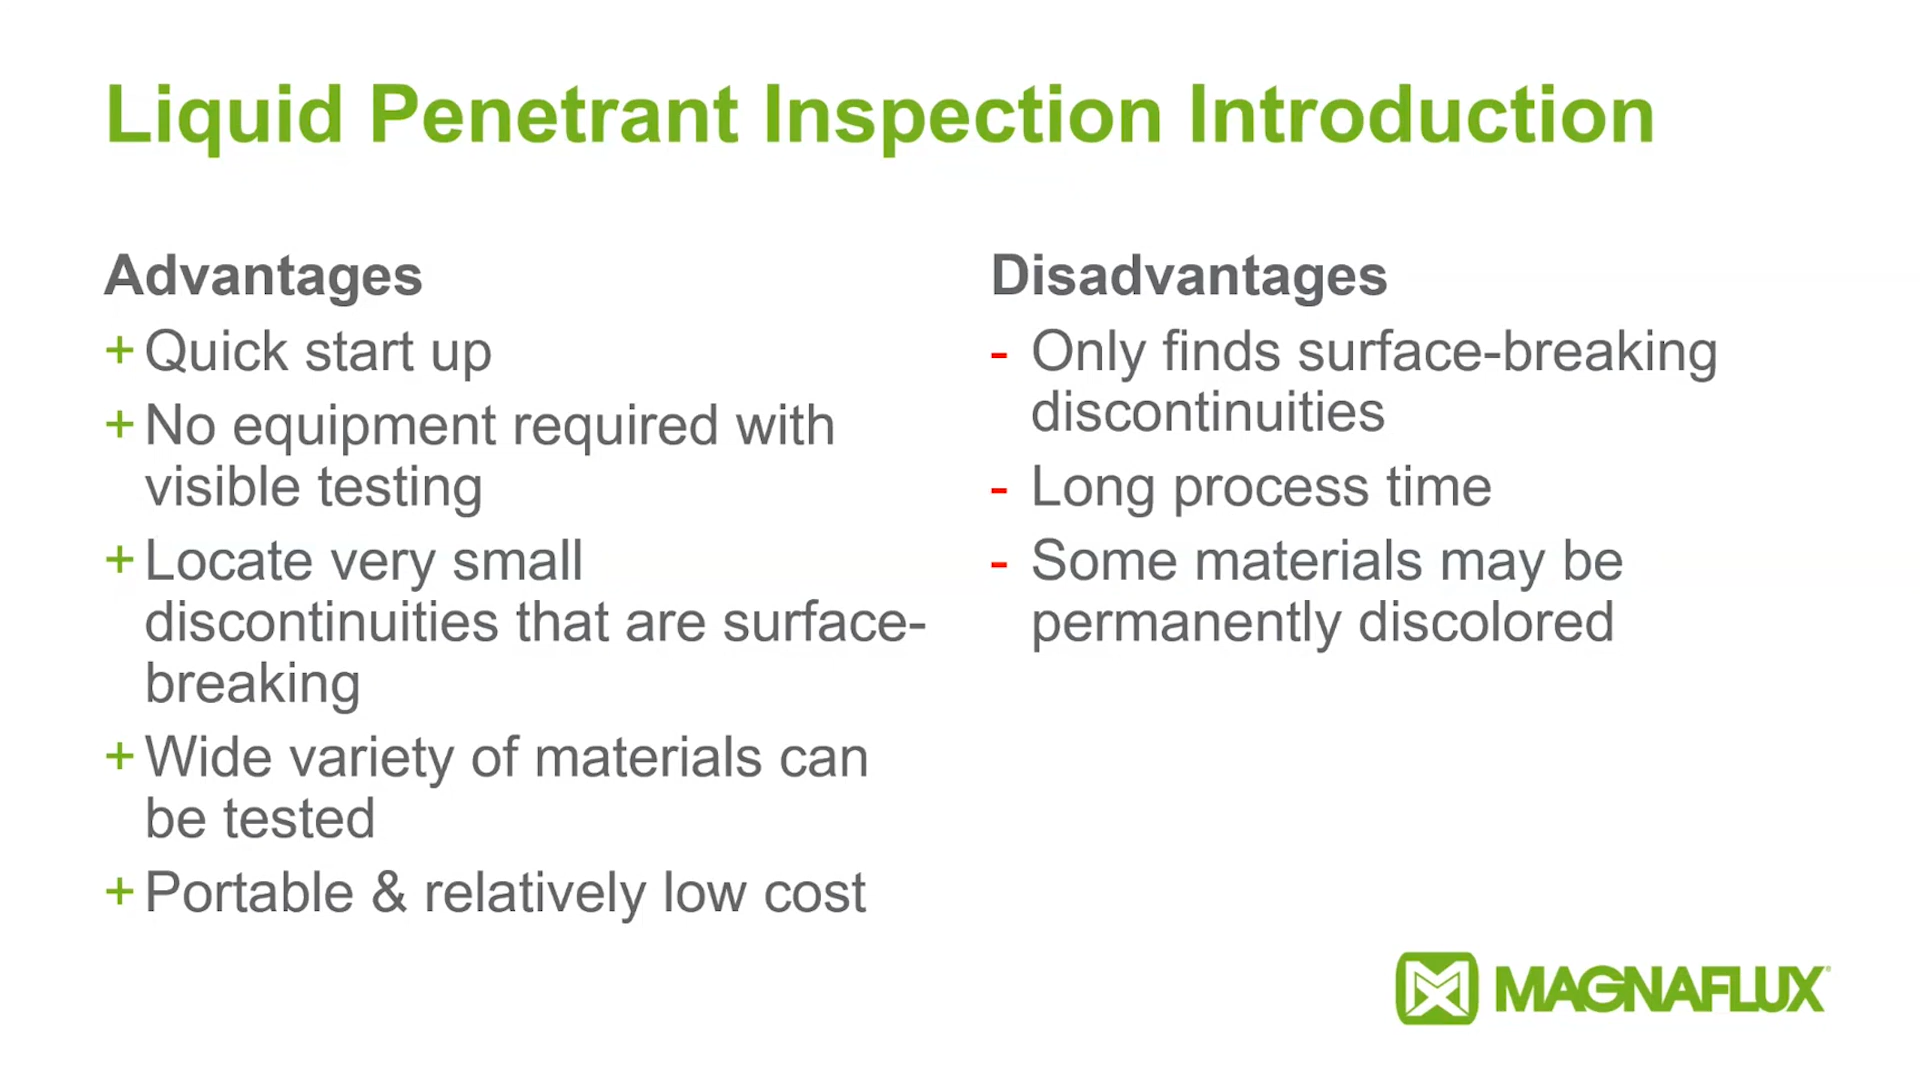 Liquid Penetrant Inspection Introduction
Advantages
+ Quick start up
+ No equipment required with
visible testing
+ Locate very small
discontinuities that are surface-
breaking
+ Wide variety of materials can
be tested
+ Portable & relatively low cost
Disadvantages
- Only finds surface-breaking
discontinuities
- Long process time
- Some materials may be
permanently discolored
MAGNAFLUX®